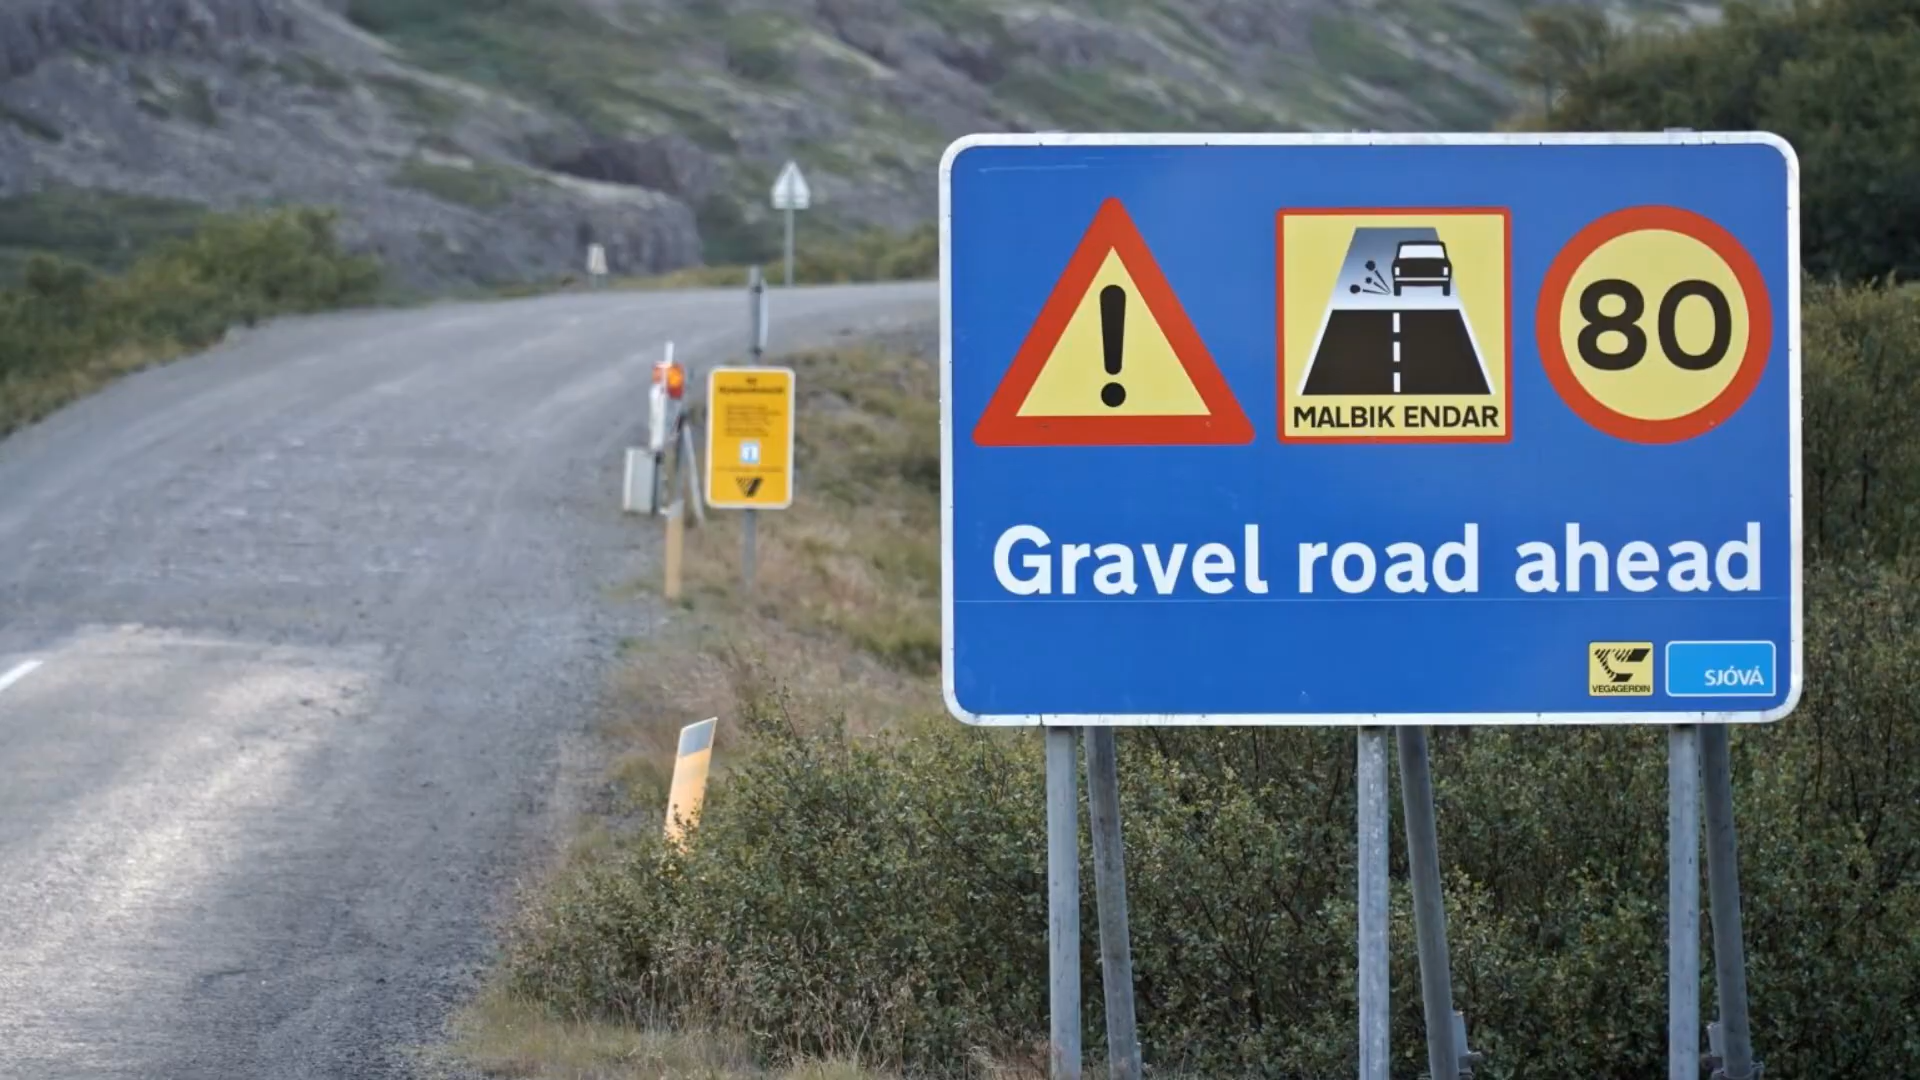 MALBIK ENDAR
80
Gravel road ahead
VEGAGERÐIN
SJÓVÁ